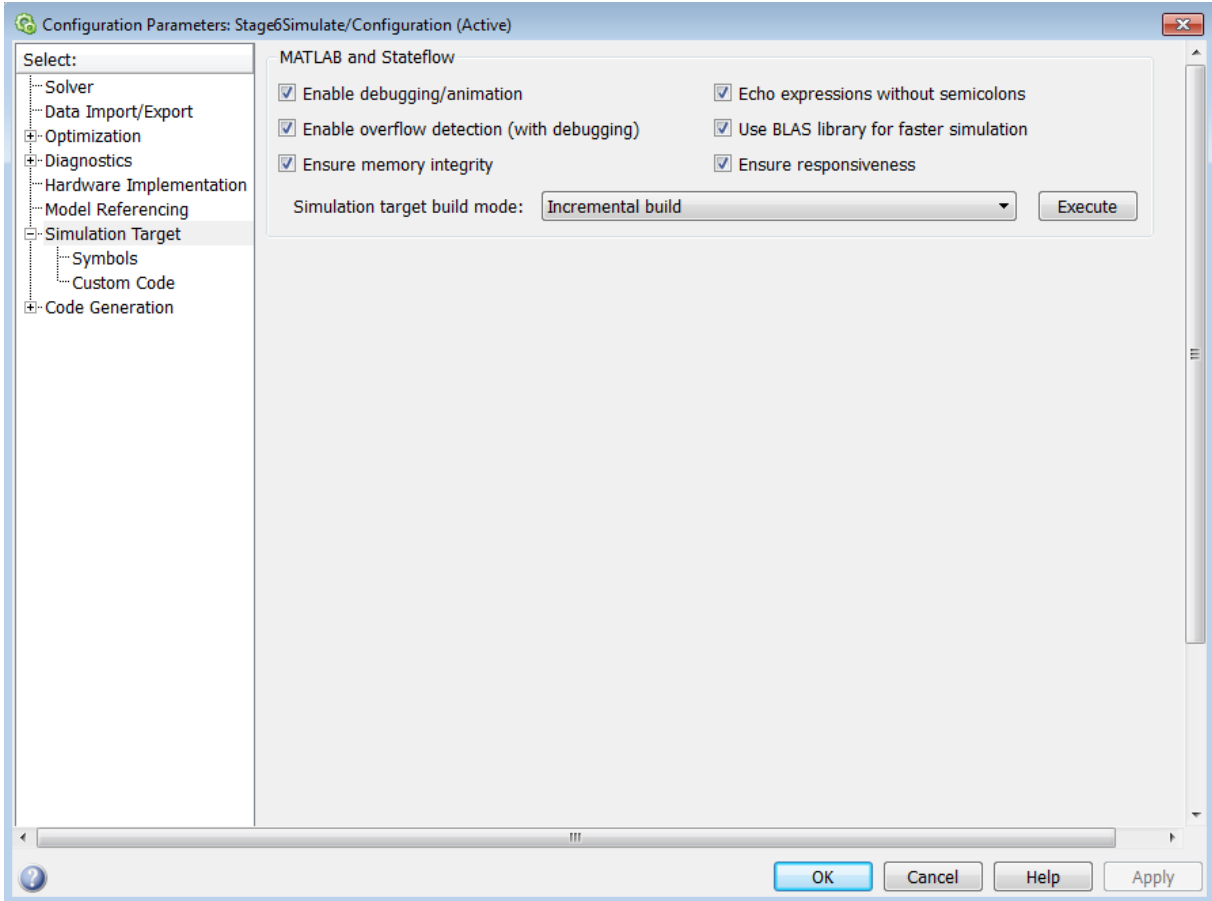 Configuration Parameters: Stage6Simulate/Configuration (Active)
Select:
Solver
Data Import/Export
Optimization
Diagnostics
Hardware Implementation
Model Referencing
Simulation Target
Symbols
Custom Code
Code Generation
MATLAB and Stateflow
Enable debugging/animation
Echo expressions without semicolons
Enable overflow detection (with debugging)
Use BLAS library for faster simulation
Ensure memory integrity
Ensure responsiveness
Simulation target build mode: Incremental build Execute
OK Cancel Help Apply